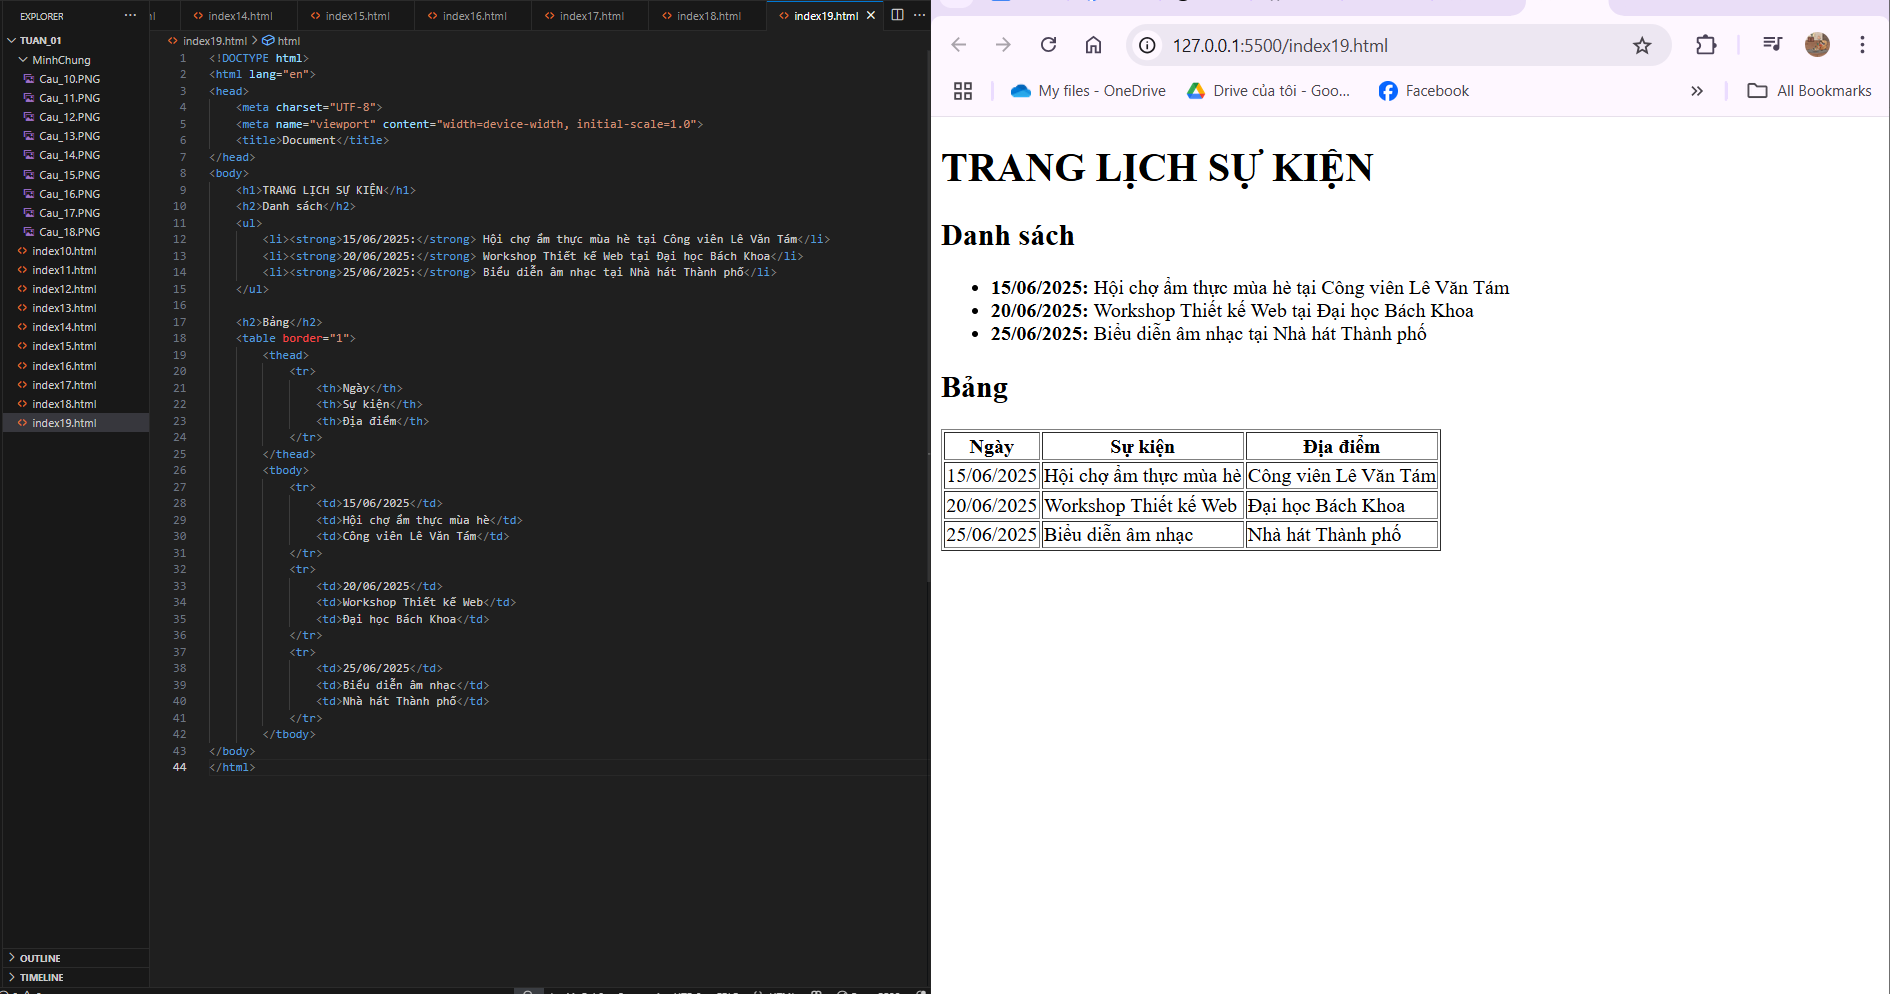 EXPLORER
TUAN_01
MinhChung
Cau_10.PNG
Cau_11.PNG
Cau_12.PNG
Cau_13.PNG
Cau_14.PNG
Cau_15.PNG
Cau_16.PNG
Cau_17.PNG
Cau_18.PNG
index10.html
index11.html
index12.html
index13.html
index14.html
index15.html
index16.html
index17.html
index18.html
index19.html
OUTLINE
TIMELINE
index14.html index15.html index16.html index17.html index18.html index19.html
index19.html > html
1 <!DOCTYPE html>
2 <html lang="en">
3 <head>
4 <meta charset="UTF-8">
5 <meta name="viewport" content="width=device-width, initial-scale=1.0">
6 <title>Document</title>
7 </head>
8 <body>
9 <h1>TRANG LỊCH SỰ KIỆN</h1>
10 <h2>Danh sách</h2>
11 <ul>
12 <li><strong>15/06/2025:</strong> Hội chợ ẩm thực mùa hè tại Công viên Lê Văn Tám</li>
13 <li><strong>20/06/2025:</strong> Workshop Thiết kế Web tại Đại học Bách Khoa</li>
14 <li><strong>25/06/2025:</strong> Biểu diễn âm nhạc tại Nhà hát Thành phố</li>
15 </ul>
16
17 <h2>Bảng</h2>
18 <table border="1">
19 <thead>
20 <tr>
21 <th>Ngày</th>
22 <th>Sự kiện</th>
23 <th>Địa điểm</th>
24 </tr>
25 </thead>
26 <tbody>
27 <tr>
28 <td>15/06/2025</td>
29 <td>Hội chợ ẩm thực mùa hè</td>
30 <td>Công viên Lê Văn Tám</td>
31 </tr>
32 <tr>
33 <td>20/06/2025</td>
34 <td>Workshop Thiết kế Web</td>
35 <td>Đại học Bách Khoa</td>
36 </tr>
37 <tr>
38 <td>25/06/2025</td>
39 <td>Biểu diễn âm nhạc</td>
40 <td>Nhà hát Thành phố</td>
41 </tr>
42 </tbody>
43 </body>
44 </html>
127.0.0.1:5500/index19.html
My files - OneDrive Drive của tôi - Goo... Facebook » All Bookmarks
TRANG LỊCH SỰ KIỆN
Danh sách
• 15/06/2025: Hội chợ ẩm thực mùa hè tại Công viên Lê Văn Tám
• 20/06/2025: Workshop Thiết kế Web tại Đại học Bách Khoa
• 25/06/2025: Biểu diễn âm nhạc tại Nhà hát Thành phố
Bảng
Ngày Sự kiện Địa điểm
15/06/2025 Hội chợ ẩm thực mùa hè Công viên Lê Văn Tám
20/06/2025 Workshop Thiết kế Web Đại học Bách Khoa
25/06/2025 Biểu diễn âm nhạc Nhà hát Thành phố